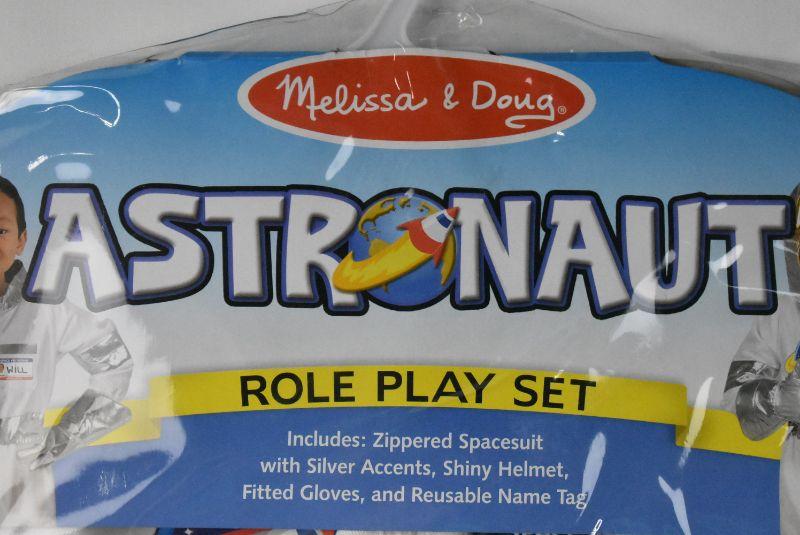 Melissa & Doug®
ASTRONAUT
WILL
ROLE PLAY SET
Includes: Zippered Spacesuit
with Silver Accents, Shiny Helmet,
Fitted Gloves, and Reusable Name Tag